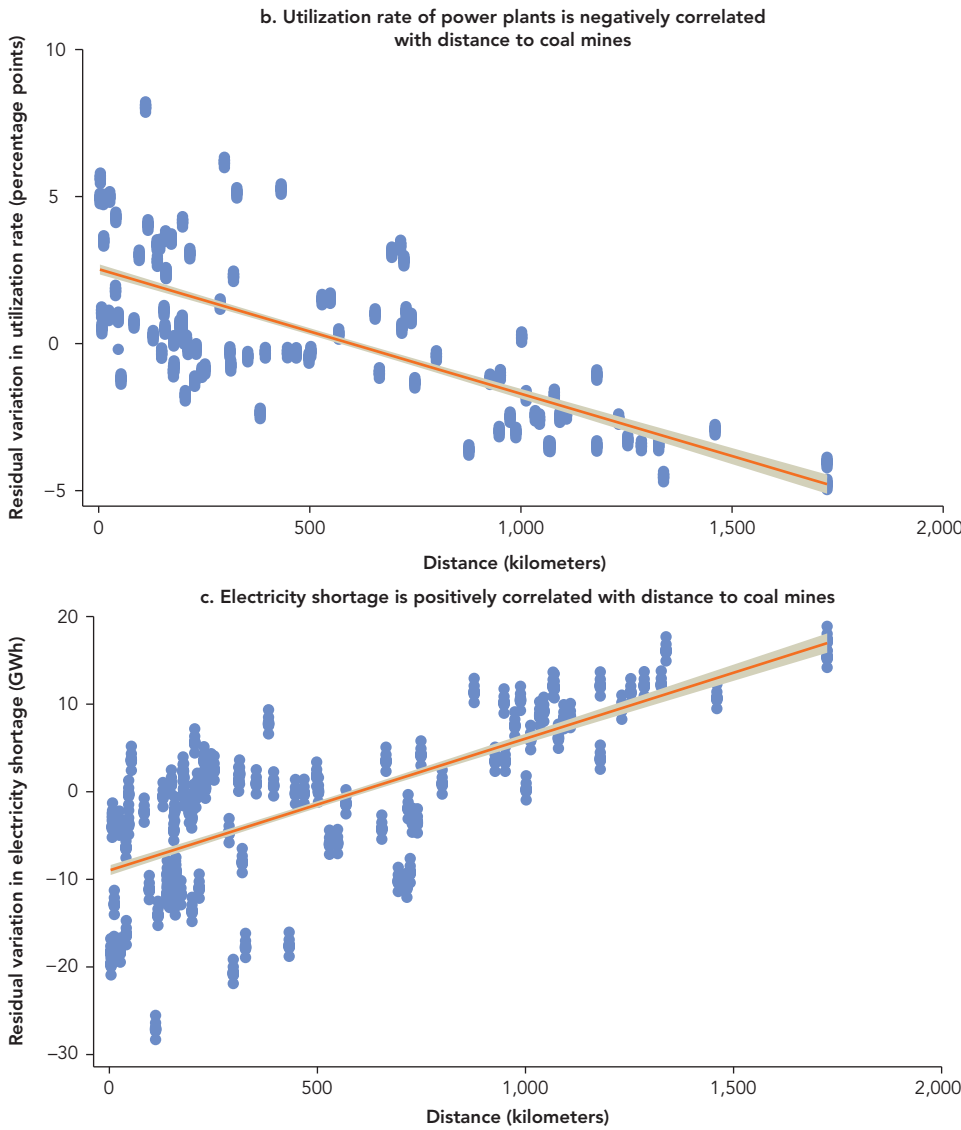 b. Utilization rate of power plants is negatively correlated
with distance to coal mines
Residual variation in utilization rate (percentage points)
10
5
0
−5
0
500
1,000
1,500
2,000
Distance (kilometers)
c. Electricity shortage is positively correlated with distance to coal mines
Residual variation in electricity shortage (GWh)
20
10
0
−10
−20
−30
0
500
1,000
1,500
2,000
Distance (kilometers)